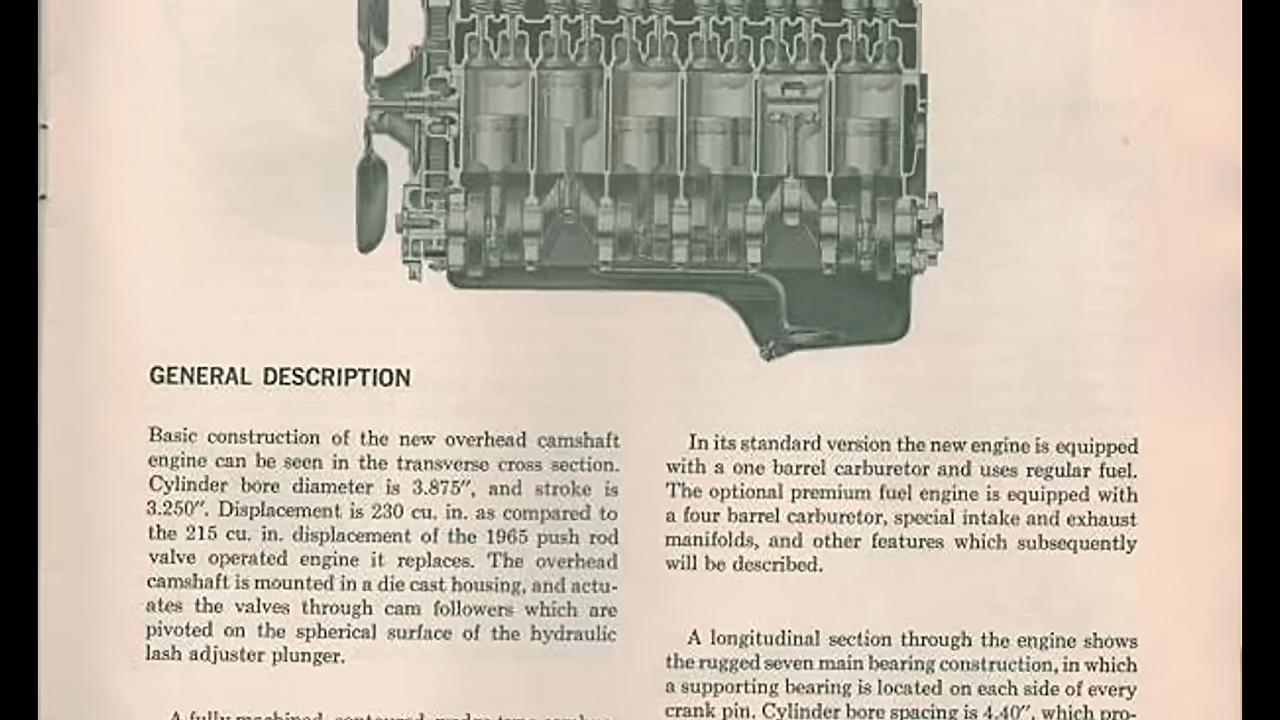 GENERAL DESCRIPTION
Basic construction of the new overhead camshaft
engine can be seen in the transverse cross section.
Cylinder bore diameter is 3.875″, and stroke is
3.250″. Displacement is 230 cu. in. as compared to
the 215 cu. in. displacement of the 1965 push rod
valve operated engine it replaces. The overhead
camshaft is mounted in a die cast housing, and actu-
ates the valves through cam followers which are
pivoted on the spherical surface of the hydraulic
lash adjuster plunger.
A fully machined, contoured, wedge type
In its standard version the new engine is equipped
with a one barrel carburetor and uses regular fuel.
The optional premium fuel engine is equipped with
a four barrel carburetor, special intake and exhaust
manifolds, and other features which subsequently
will be described.
A longitudinal section through the engine shows
the rugged seven main bearing construction, in which
a supporting bearing is located on each side of every
crank pin. Cylinder bore spacing is 4.40″, which pro-